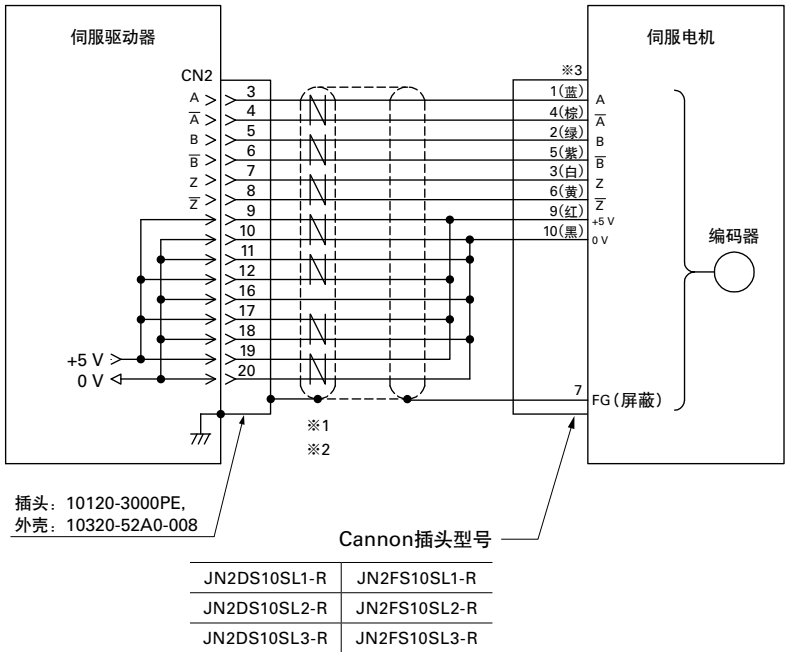 伺服驱动器
伺服电机
CN2
※3
A 3 1(蓝) A
A̅ 4 4(棕) A̅
B 5 2(绿) B
B̅ 6 5(紫) B̅
Z 7 3(白) Z
Z̅ 8 6(黄) Z̅
9 9(红) +5 V
10 10(黑) 0 V
编码器
11
12
16
17
18
+5 V 19
0 V 20
7 FG(屏蔽)
※1
※2
插头：10120-3000PE,
外壳：10320-52A0-008
Cannon插头型号
JN2DS10SL1-R JN2FS10SL1-R
JN2DS10SL2-R JN2FS10SL2-R
JN2DS10SL3-R JN2FS10SL3-R